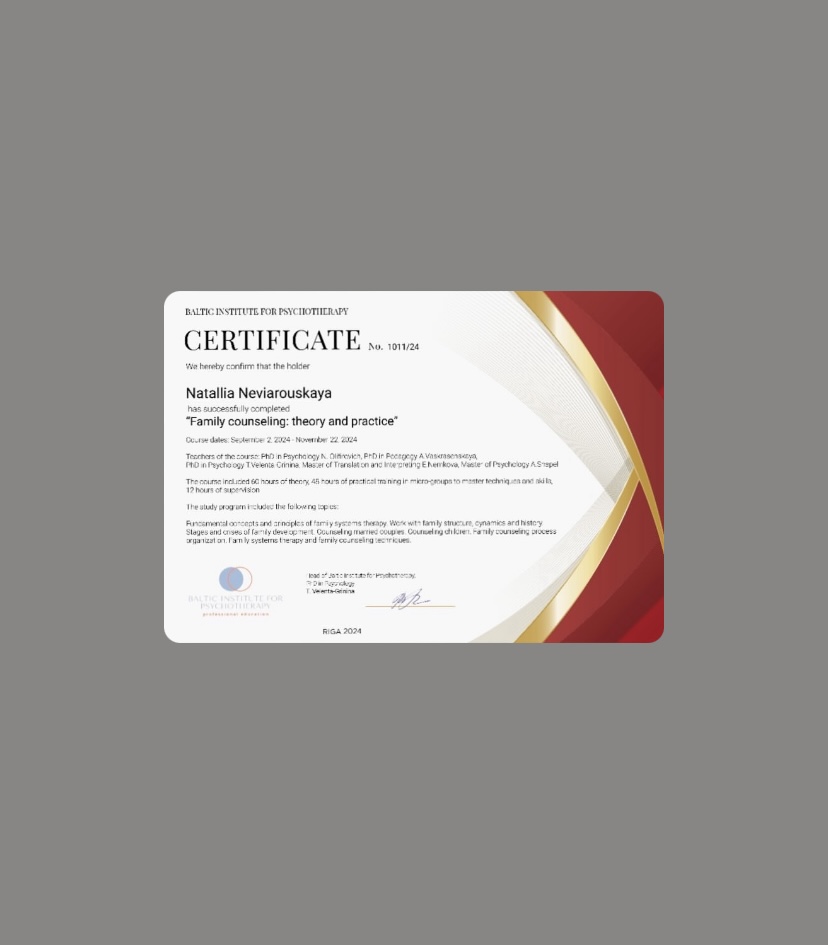 BALTIC INSTITUTE FOR PSYCHOTHERAPY
CERTIFICATE No. 1011/24
We hereby confirm that the holder
Natallia Neviarouskaya
has successfully completed
“Family counseling: theory and practice”
Course dates: September 2, 2024 - November 22, 2024
Teachers of the course: PhD in Psychology N. Olifirovich, PhD in Pedagogy A.Vaskrasenskaya,
PhD in Psychology T.Velenta-Grinina, Master of Translation and Interpreting E.Nemkova, Master of Psychology A.Shepel
The course included 60 hours of theory, 45 hours of practical training in micro-groups to master techniques and skills,
12 hours of supervision
The study program included the following topics:
Fundamental concepts and principles of family systems therapy. Work with family structure, dynamics and history.
Stages and crises of family development. Counseling married couples. Counseling children. Family counseling process
organization. Family systems therapy and family counseling techniques.
BALTIC INSTITUTE FOR
PSYCHOTHERAPY
professional education
Head of Baltic Institute for Psychotherapy,
PhD in Psychology
T. Velenta-Grinina
RIGA 2024